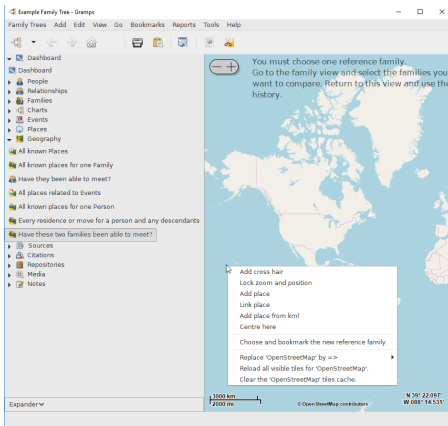 Example Family Tree - Gramps
Family Trees Add Edit View Go Bookmarks Reports Tools Help
Dashboard
Dashboard
People
Relationships
Families
Charts
Events
Places
Geography
All known Places
All known places for one Family
Have they been able to meet?
All places related to Events
All known places for one Person
Every residence or move for a person and any descendants
Have these two families been able to meet?
Sources
Citations
Repositories
Media
Notes
Expander
You must choose one reference family.
Go to the family view and select the families you
want to compare. Return to this view and use the
history.
Add cross hair
Lock zoom and position
Add place
Link place
Add place from kml
Centre here
Choose and bookmark the new reference family
Replace 'OpenStreetMap' by =>
Reload all visible tiles for 'OpenStreetMap'.
Clear the 'OpenStreetMap' tiles cache.
3000 km
2000 mi
© OpenStreetMap contributors
N 39° 22.097'
W 088° 14.531'